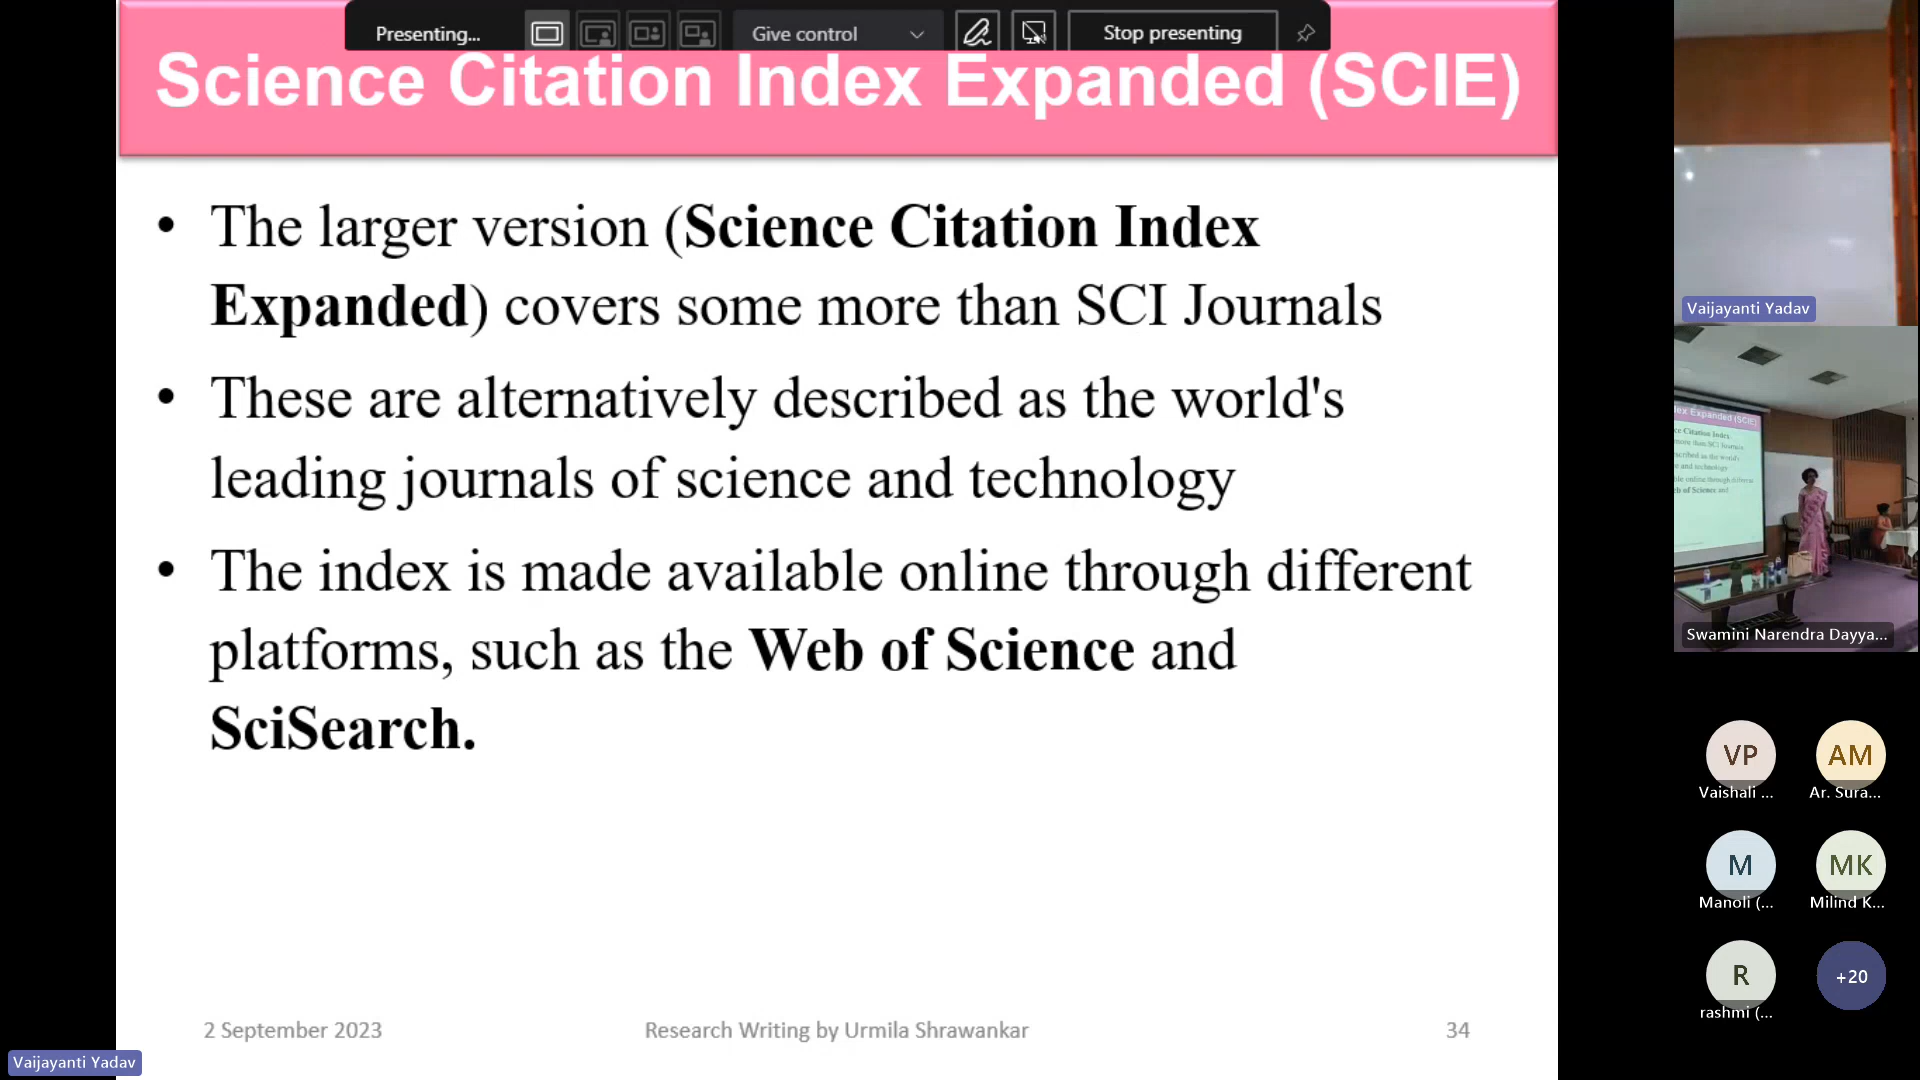 Presenting...
Give control
Stop presenting
Science Citation Index Expanded (SCIE)
• The larger version (Science Citation Index
Expanded) covers some more than SCI Journals
• These are alternatively described as the world's
leading journals of science and technology
• The index is made available online through different
platforms, such as the Web of Science and
SciSearch.
2 September 2023
Research Writing by Urmila Shrawankar
34
Vaijayanti Yadav
Vaijayanti Yadav
Index Expanded (SCIE)
Swamini Narendra Dayya...
VP
Vaishali ...
AM
Ar. Sura...
M
Manoli (...
MK
Milind K...
R
rashmi (...
+20